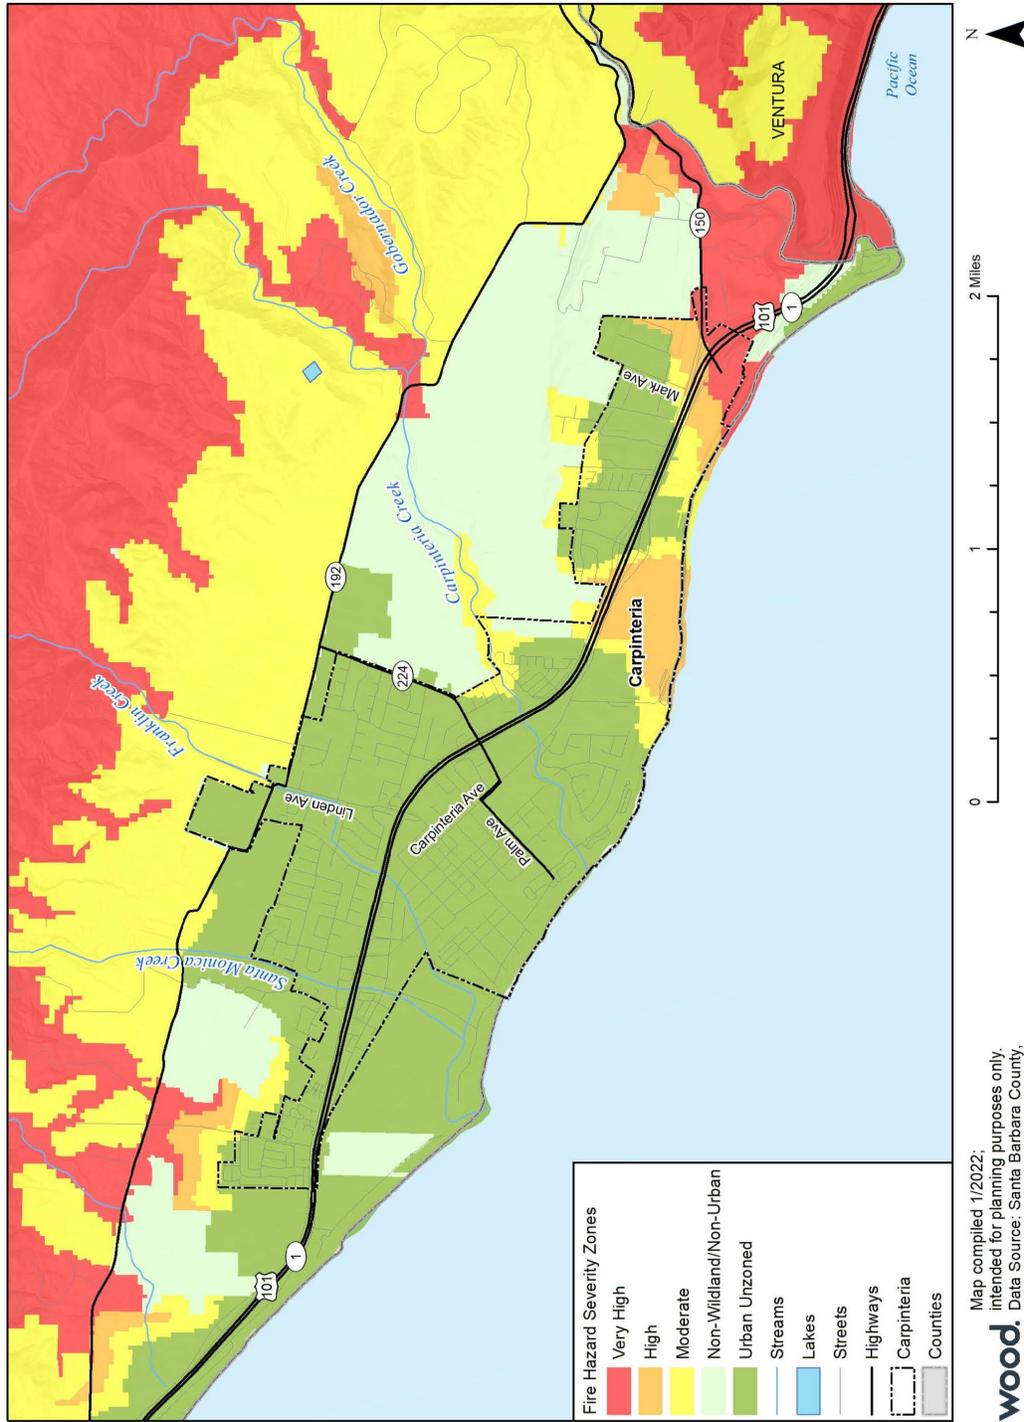 Gobernador Creek
VENTURA
Pacific
Ocean
150
101
1
Mark Ave
Carpinteria Creek
192
Carpinteria
224
Franklin Creek
Linden Ave
Carpinteria Ave
Palm Ave
Santa Monica Creek
1
101
Fire Hazard Severity Zones
Very High
High
Moderate
Non-Wildland/Non-Urban
Urban Unzoned
Streams
Lakes
Streets
Highways
Carpinteria
Counties
0
1
2 Miles
N
wood.
Map compiled 1/2022;
intended for planning purposes only.
Data Source: Santa Barbara County,